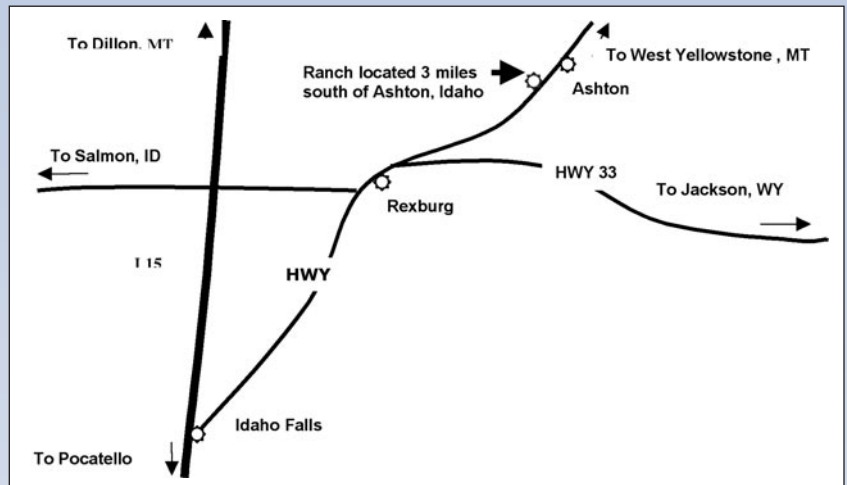 To Dillon, MT
Ranch located 3 miles
south of Ashton, Idaho
To West Yellowstone , MT
Ashton
To Salmon, ID
HWY 33
To Jackson, WY
Rexburg
I 15
HWY
Idaho Falls
To Pocatello